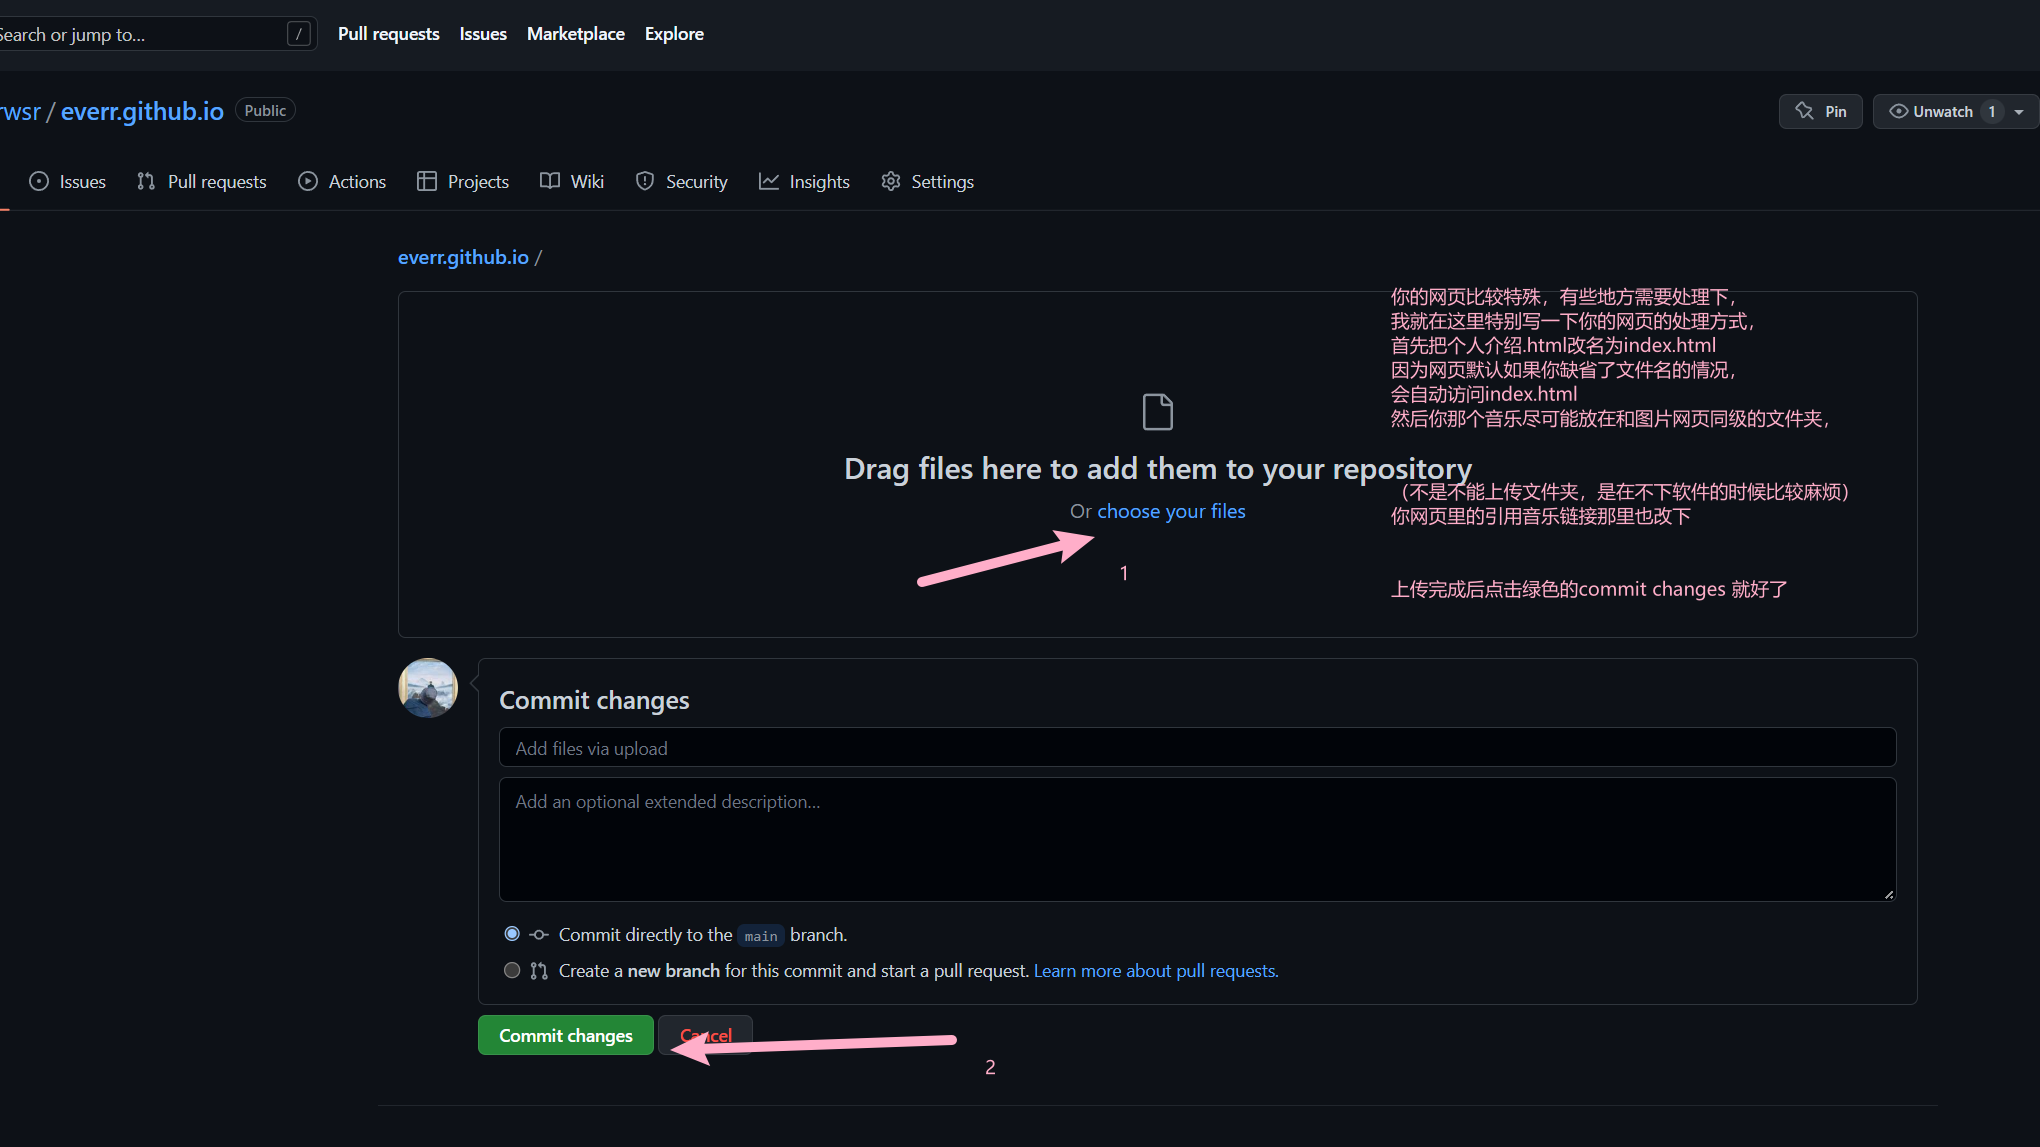 Search or jump to...
/
Pull requests
Issues
Marketplace
Explore
rwsr / everr.github.io
Public
Pin
Unwatch 1
Issues
Pull requests
Actions
Projects
Wiki
Security
Insights
Settings
everr.github.io /
你的网页比较特殊，有些地方需要处理下，
我就在这里特别写一下你的网页的处理方式，
首先把个人介绍.html改名为index.html
因为网页默认如果你缺省了文件名的情况，
会自动访问index.html
然后你那个音乐尽可能放在和图片网页同级的文件夹，
Drag files here to add them to your repository
（不是不能上传文件夹，是在不下软件的时候比较麻烦）
Or choose your files
你网页里的引用音乐链接那里也改下
1
上传完成后点击绿色的commit changes 就好了
Commit changes
Add files via upload
Add an optional extended description...
Commit directly to the main branch.
Create a new branch for this commit and start a pull request. Learn more about pull requests.
Commit changes
Cancel
2